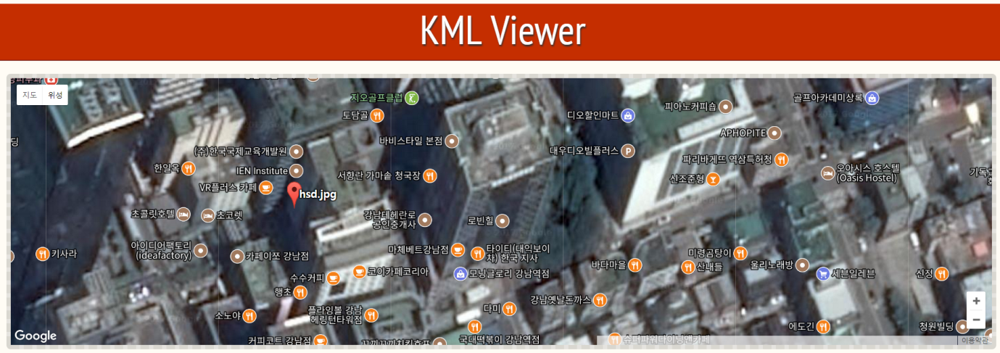 KML Viewer
지도 위성
지오골프클럽
토담골
디오할인마트
피아노커피숍
골프아카데미상록
APHOPITE
딩
(주)한국국제교육개발원
바비스타일 본점
대우디오빌플러스
파리바게뜨 역삼특허청
한일옥
IEN Institute
서향란 가마솥 청국장
신조준형
오아시스 호스텔
(Oasis Hostel)
VR플러스 카페
hsd.jpg
초콜릿호텔
초코렛
강남테헤란로
공인중개사
로빈힐
아이디어팩토리
(ideafactory)
키사라
카페이쪼 강남점
마체베트강남점
타이티(태익보이
차) 한국 지사
미령곰탕이
수수커피
코이카페코리아
모닝글로리 강남역점
바다마을
산내들
울리노래방
세븐일레븐
신정
행초
강남옛날돈까스
소노야
플라잉볼 강남
헤링턴타워점
다미
에도긴
청원빌딩
Google
커피코트 강남점
국대떡볶이 강남역점
슈퍼파워다이닝앤카페
이용약관